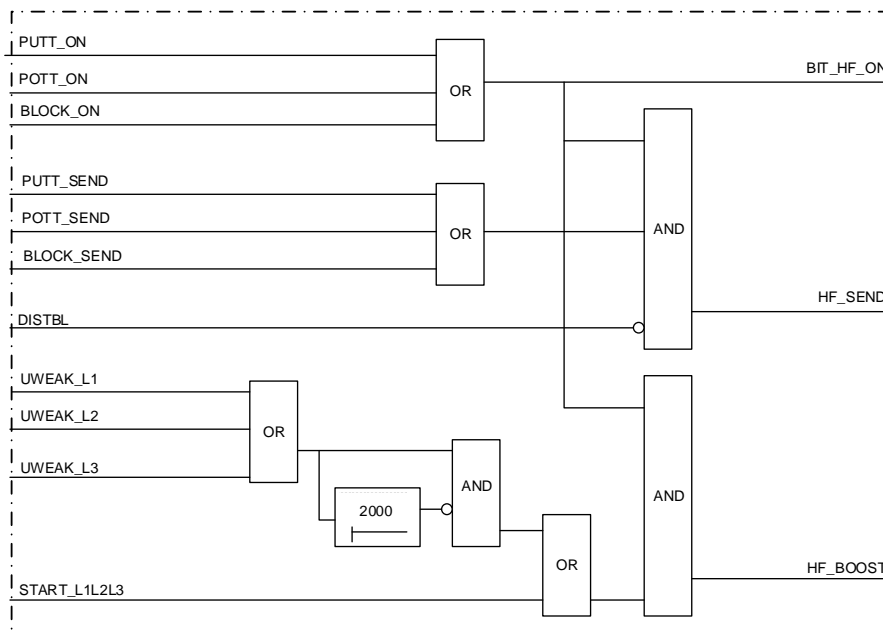 PUTT_ON
BIT_HF_ON
POTT_ON
OR
BLOCK_ON
PUTT_SEND
POTT_SEND
OR
AND
BLOCK_SEND
HF_SEND
DISTBL
UWEAK_L1
UWEAK_L2
OR
UWEAK_L3
AND
AND
2000
OR
HF_BOOST
START_L1L2L3